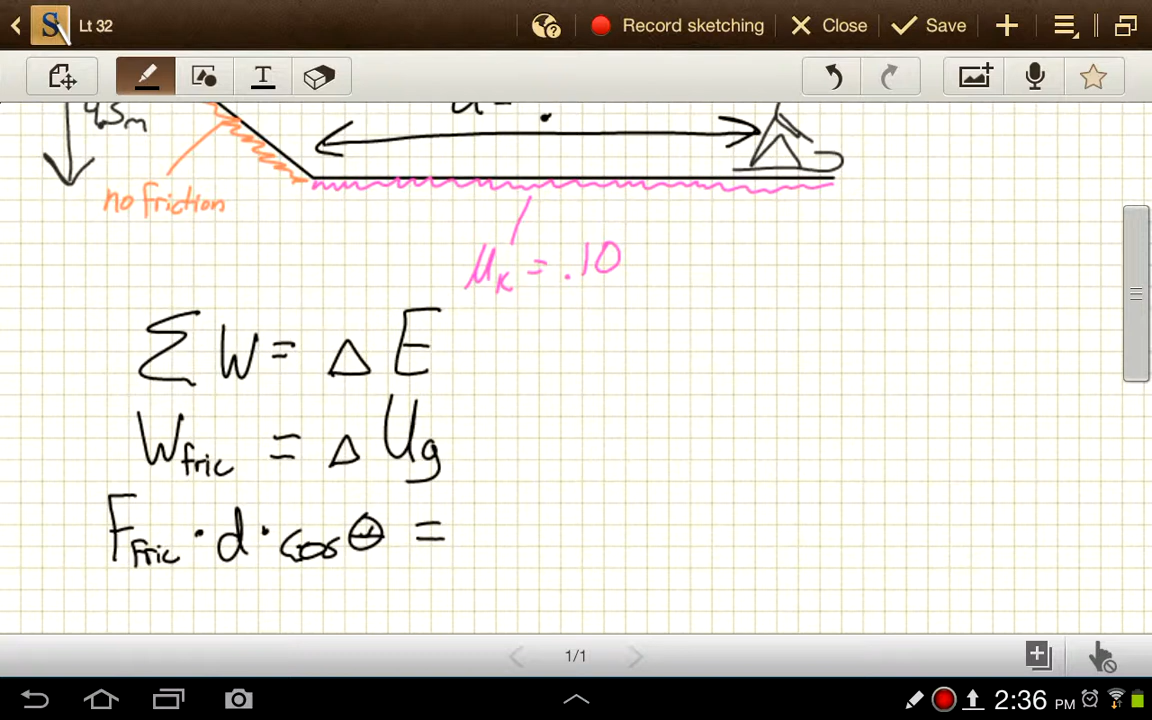 Lt 32
Record sketching
Close
Save
T
45m
no friction
μk = .10
ΣW = ΔE
Wfric = ΔUg
Ffric · d · cosθ =
1/1
2:36 PM